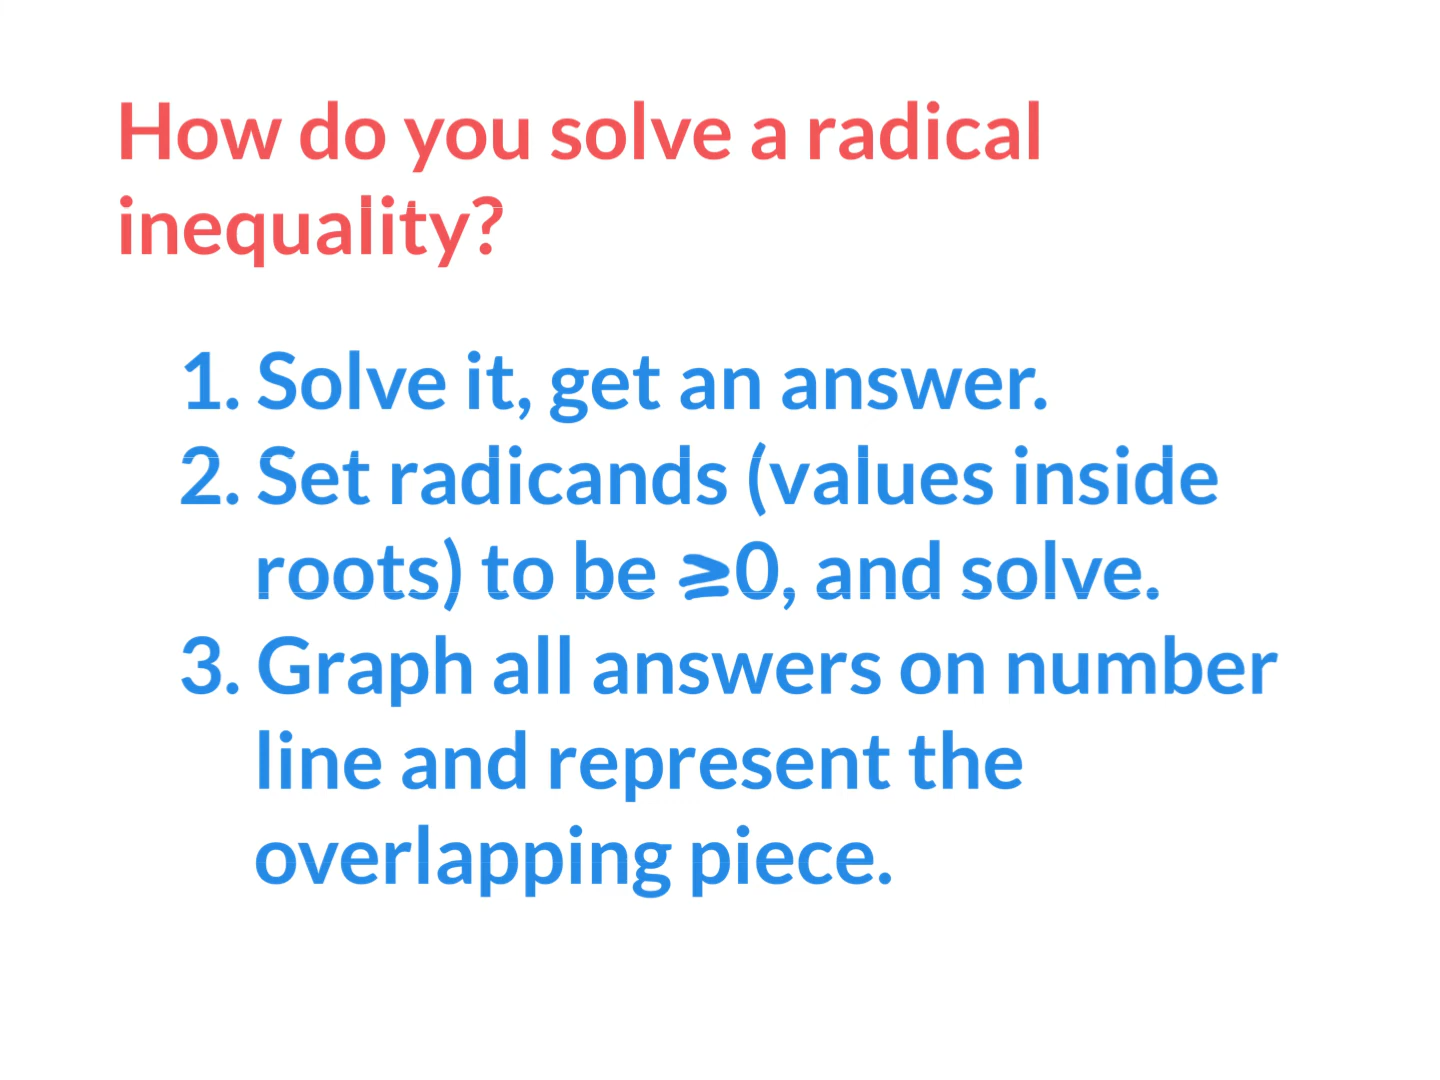 How do you solve a radical
inequality?
1. Solve it, get an answer.
2. Set radicands (values inside
roots) to be ≥0, and solve.
3. Graph all answers on number
line and represent the
overlapping piece.